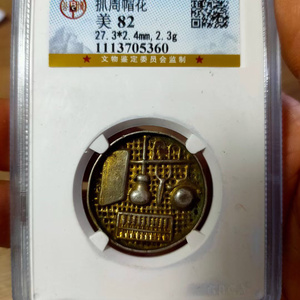 抓周帽花
美 82
27.3*2.4mm,2.3g
1113705360
★ 文物鉴定委员会监制 ★